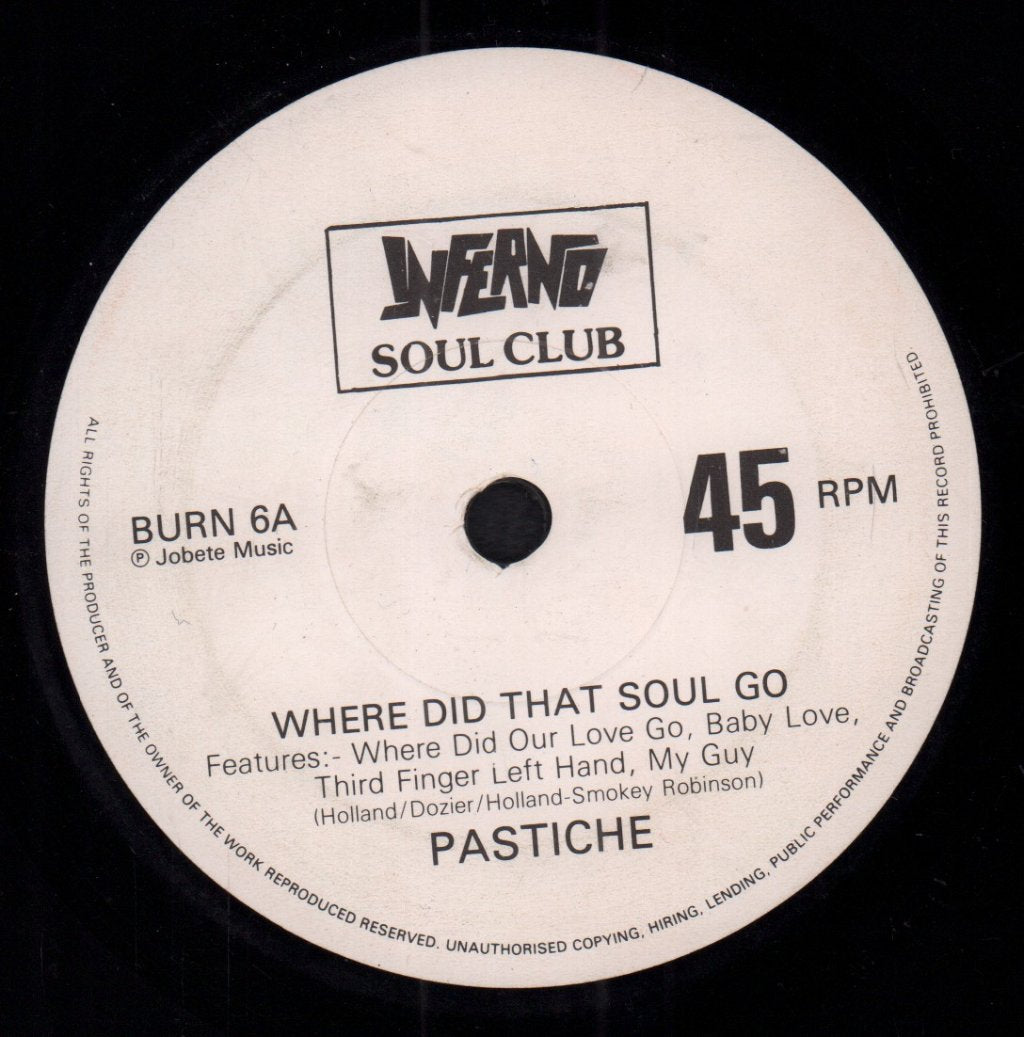 INFERNO
SOUL CLUB
45 RPM
BURN 6A
℗ Jobete Music
WHERE DID THAT SOUL GO
Features:- Where Did Our Love Go, Baby Love,
Third Finger Left Hand, My Guy
(Holland/Dozier/Holland-Smokey Robinson)
PASTICHE
ALL RIGHTS OF THE PRODUCER AND OF THE OWNER OF THE WORK REPRODUCED RESERVED. UNAUTHORISED COPYING, HIRING, LENDING, PUBLIC PERFORMANCE AND BROADCASTING OF THIS RECORD PROHIBITED.